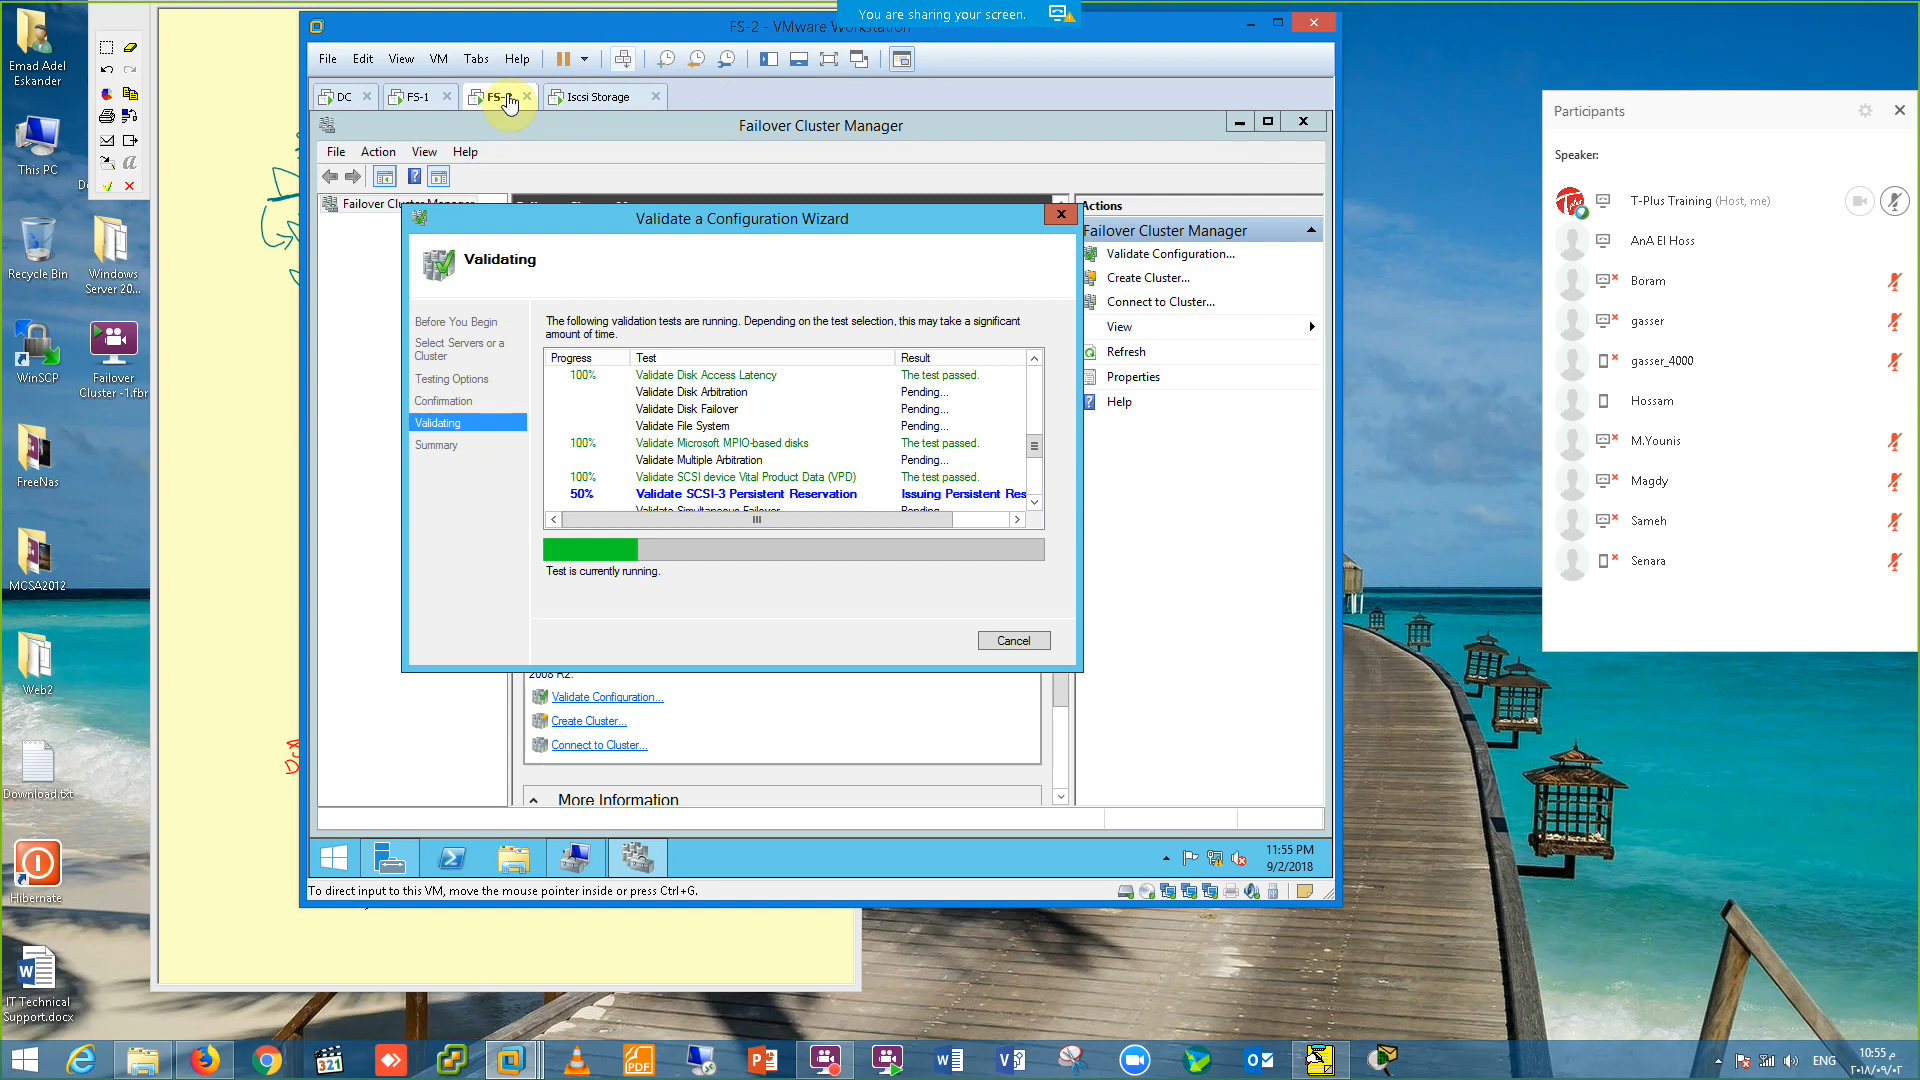 You are sharing your screen.
FS-2 - VMware Workstation
File Edit View VM Tabs Help
DC
FS-1
Iscsi Storage
Failover Cluster Manager
File Action View Help
Validate a Configuration Wizard
Validating
Before You Begin
Select Servers or a
Cluster
Testing Options
Confirmation
Validating
Summary
The following validation tests are running. Depending on the test selection, this may take a significant
amount of time.
Progress Test Result
100% Validate Disk Access Latency The test passed.
Validate Disk Arbitration Pending...
Validate Disk Failover Pending...
Validate File System Pending...
100% Validate Microsoft MPIO-based disks The test passed.
Validate Multiple Arbitration Pending...
100% Validate SCSI device Vital Product Data (VPD) The test passed.
50% Validate SCSI-3 Persistent Reservation Issuing Persistent Res
Validate Simultaneous Failover Pending
Test is currently running.
Cancel
2008 R2.
Validate Configuration...
Create Cluster...
Connect to Cluster...
More Information
Actions
Failover Cluster Manager
Validate Configuration...
Create Cluster...
Connect to Cluster...
View
Refresh
Properties
Help
11:55 PM
9/2/2018
To direct input to this VM, move the mouse pointer inside or press Ctrl+G.
Participants
Speaker:
T-Plus Training (Host, me)
AnA El Hoss
Boram
gasser
gasser_4000
Hossam
M.Younis
Magdy
Sameh
Senara
Emad Adel
Eskander
This PC
Recycle Bin
Windows
Server 20...
WinSCP
Failover
Cluster -1.fbr
FreeNas
MCSA2012
Web2
Download.txt
Hibernate
IT Technical
Support.docx
ENG
10:55 م
٢٠١٨/٠٩/٠٢